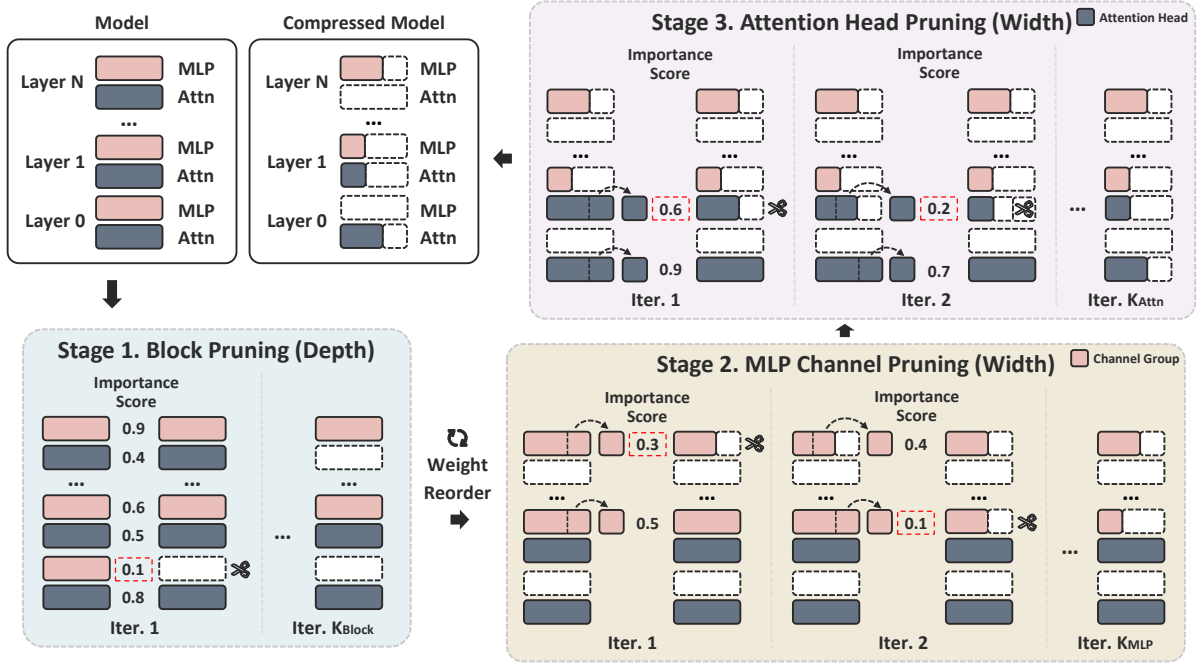 Model
Layer N
MLP
Attn
...
Layer 1
MLP
Attn
Layer 0
MLP
Attn
Compressed Model
Layer N
MLP
Attn
...
Layer 1
MLP
Attn
Layer 0
MLP
Attn
Stage 1. Block Pruning (Depth)
Importance
Score
0.9
0.4
...
...
...
0.6
0.5
...
0.1
0.8
Iter. 1
Iter. KBlock
Weight
Reorder
Stage 2. MLP Channel Pruning (Width)
Channel Group
Importance
Score
0.3
...
...
0.5
Iter. 1
Importance
Score
0.4
...
...
0.1
Iter. 2
...
...
Iter. KMLP
Stage 3. Attention Head Pruning (Width)
Attention Head
Importance
Score
...
...
0.6
0.9
Iter. 1
Importance
Score
...
...
0.2
0.7
Iter. 2
...
...
Iter. KAttn